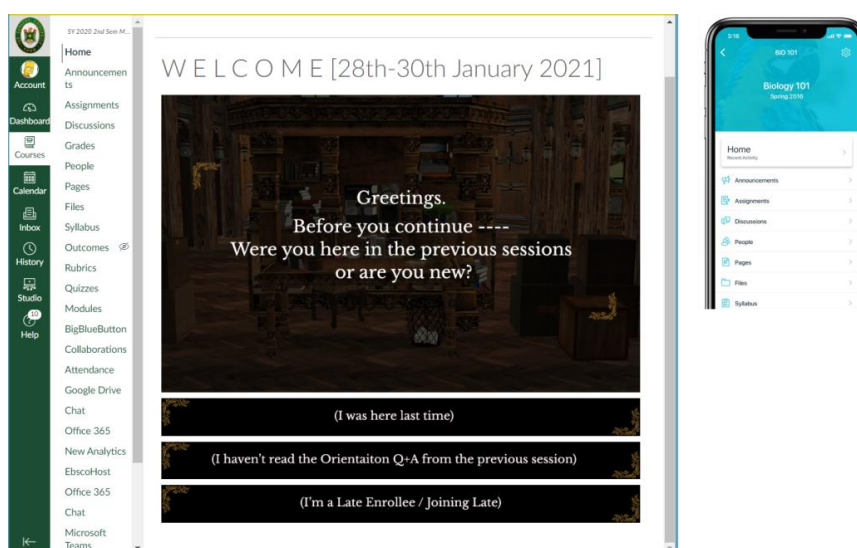 SY 2020 2nd Sem M...
Account
Dashboard
Courses
Calendar
Inbox
History
Studio
10
Help
Home
Announcemen
ts
Assignments
Discussions
Grades
People
Pages
Files
Syllabus
Outcomes
Rubrics
Quizzes
Modules
BigBlueButton
Collaborations
Attendance
Google Drive
Chat
Office 365
New Analytics
EbscoHost
Office 365
Chat
Microsoft
Teams
W E L C O M E [28th-30th January 2021]
Greetings.
Before you continue ----
Were you here in the previous sessions
or are you new?
(I was here last time)
(I haven't read the Orientaiton Q+A from the previous session)
(I'm a Late Enrollee / Joining Late)
BIO 101
Biology 101
Spring 2016
Home
Recent Activity
Announcements
Assignments
Discussions
People
Pages
Files
Syllabus